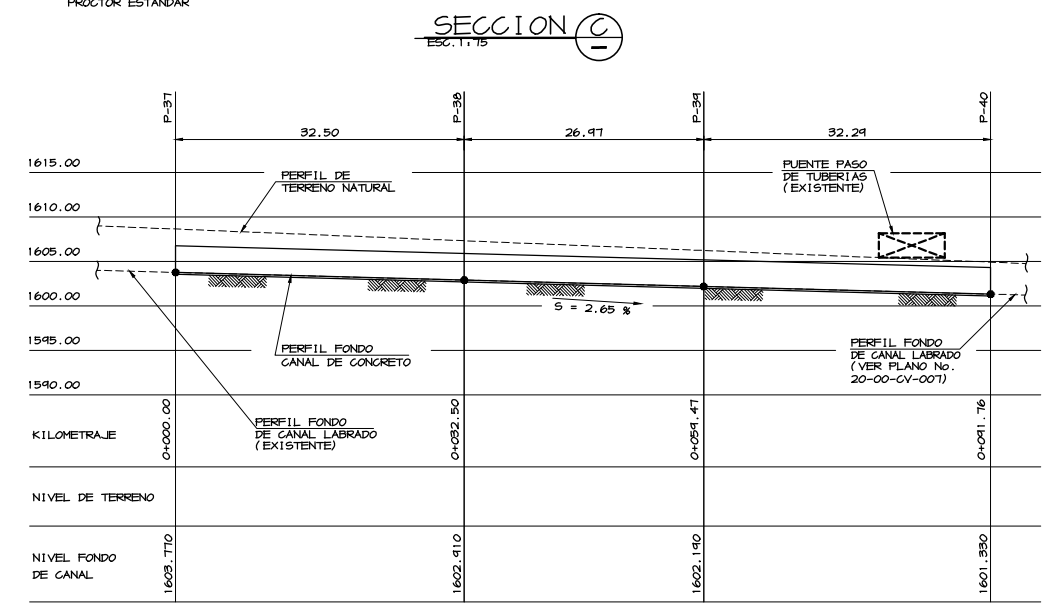 PROCTOR ESTANDAR
SECCION C
ESC. 1:75
P-37
P-38
P-39
P-40
32.50
26.97
32.29
1615.00
1610.00
1605.00
1600.00
1595.00
1590.00
PERFIL DE
TERRENO NATURAL
PUENTE PASO
DE TUBERIAS
(EXISTENTE)
S = 2.65 %
PERFIL FONDO
CANAL DE CONCRETO
PERFIL FONDO
DE CANAL LABRADO
(VER PLANO No.
20-00-CV-007)
PERFIL FONDO
DE CANAL LABRADO
(EXISTENTE)
KILOMETRAJE
0+000.00
0+032.50
0+059.47
0+091.76
NIVEL DE TERRENO
NIVEL FONDO
DE CANAL
1603.770
1602.910
1602.190
1601.330